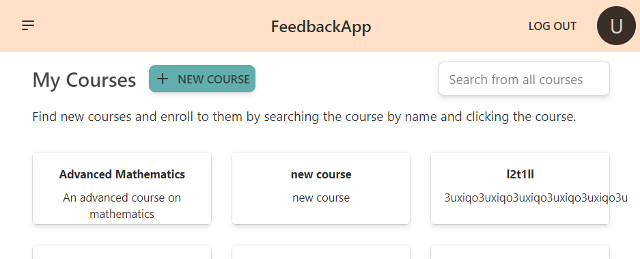 FeedbackApp
LOG OUT
U
My Courses
+ NEW COURSE
Search from all courses
Find new courses and enroll to them by searching the course by name and clicking the course.
Advanced Mathematics
An advanced course on
mathematics
new course
new course
l2t1ll
3uxiqo3uxiqo3uxiqo3uxiqo3uxiqo3u